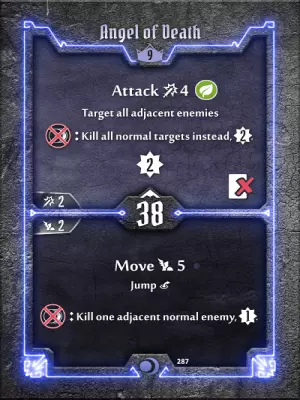 Angel of Death
9
Attack 4
Target all adjacent enemies
: Kill all normal targets instead, 2.
2
2
38
2
Move 5
Jump
: Kill one adjacent normal enemy, 1.
287